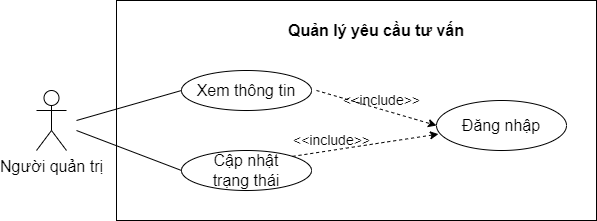 Quản lý yêu cầu tư vấn
Xem thông tin
<<include>>
Đăng nhập
<<include>>
Người quản trị
Cập nhật
trạng thái